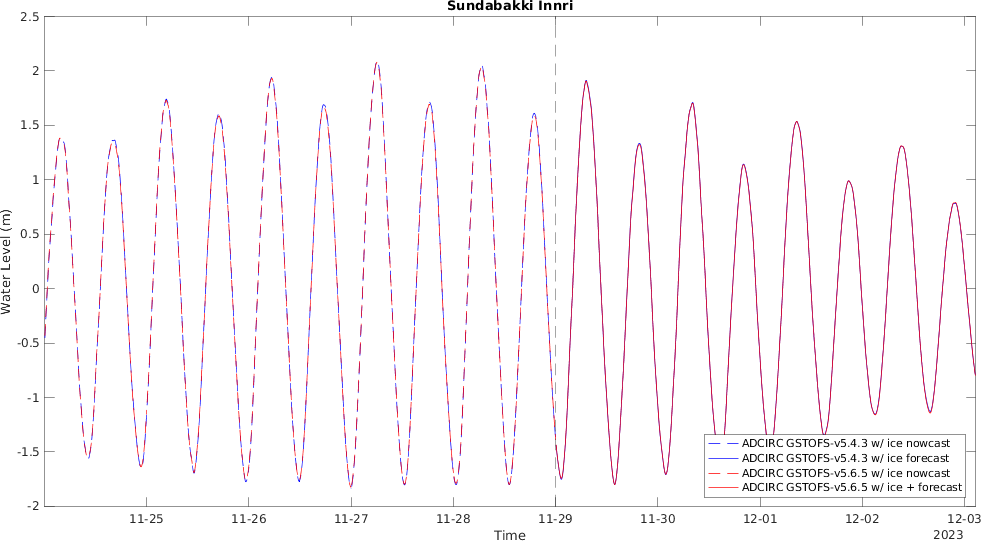 Sundabakki Innri
2.5
2
1.5
1
0.5
0
-0.5
-1
-1.5
-2
Water Level (m)
ADCIRC GSTOFS-v5.4.3 w/ ice nowcast
ADCIRC GSTOFS-v5.4.3 w/ ice forecast
ADCIRC GSTOFS-v5.6.5 w/ ice nowcast
ADCIRC GSTOFS-v5.6.5 w/ ice + forecast
11-25 11-26 11-27 11-28 11-29 11-30 12-01 12-02 12-03
Time
2023